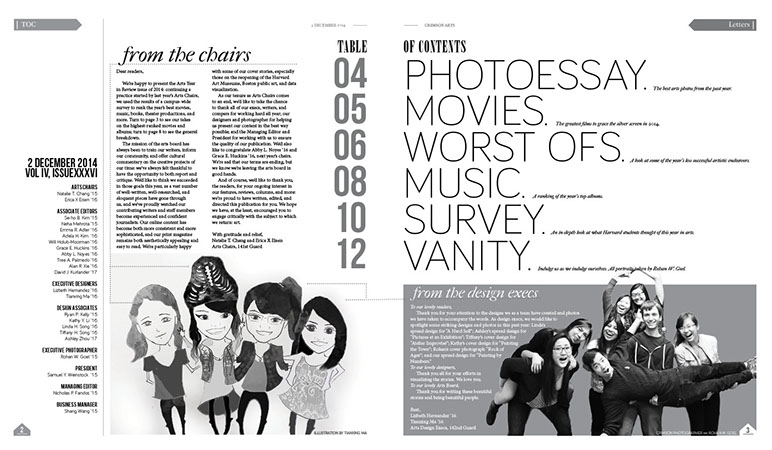 TOC
2 DECEMBER 2014
CRIMSON ARTS
Letters
from the chairs
Dear readers,
We're happy to present the Arts Year
in Review issue of 2014: continuing a
practice started by last year's Arts Chairs,
we used the results of a campus-wide
survey to rank the year's best movies,
music, books, theater productions, and
more. Turn to page 3 to see our takes
on the highest-ranked movies and
albums; turn to page 8 to see the general
breakdown.
The mission of the arts board has
always been to train our writers, inform
our community, and offer cultural
commentary on the creative projects of
our time; we've always felt thankful to
have the opportunity to both report and
critique. We'd like to think we succeeded
in those goals this year, as a vast number
of well-written, well-researched, and
eloquent pieces have gone through
us, and we've proudly watched our
contributing writers and staff members
become experienced and confident
journalists. Our online content has
become both more consistent and more
sophisticated, and our print magazine
remains both aesthetically appealing and
easy to read. We're particularly happy
with some of our cover stories, especially
those on the reopening of the Harvard
Art Museums, Boston public art, and data
visualization.
As our tenure as Arts Chairs comes
to an end, we'd like to take the chance
to thank all of our execs, writers, and
compers for working hard all year, our
designers and photographers for helping
us present our content in the best way
possible, and the Managing Editor and
President for working with us to ensure
the quality of our publication. We'd also
like to congratulate Abby L. Noyes '16 and
Grace E. Huckins '16, next year's chairs.
We're sad that our terms are ending, but
we know we're leaving the arts board in
good hands.
And of course, we'd like to thank you,
the readers, for your ongoing interest in
our features, reviews, columns, and more:
we're proud to have written, edited, and
directed this publication for you. We hope
we have, at the least, encouraged you to
engage critically with the subject to which
we return: art.
With gratitude and relief,
Natalie T. Chang and Erica X Eisen
Arts Chairs, 141st Guard
2 DECEMBER 2014
VOL IV, ISSUEXXXVI
ARTS CHAIRS
Natalie T. Chang '15
Erica X Eisen '16
ASSOCIATE EDITORS
Se-Ho B. Kim '16
Neha Mehrotra '15
Emma R. Adler '16
Adela H. Kim '16
Will Holub-Moorman '16
Grace E. Huckins '16
Abby L. Noyes '16
Tree A. Palmedo '16
Alan R. Xie '16
David J. Kurlander '17
EXECUTIVE DESIGNERS
Lizbeth Hernandez '16
Tianxing Ma '16
DESIGN ASSOCIATES
Ryan P. Kelly '15
Kathy Y. Li '16
Linda H. Song '16
Tiffany H. Song '16
Ashley Zhou '17
EXECUTIVE PHOTOGRAPHER
Rohan W. Goel '15
PRESIDENT
Samuel Y. Weinstock '15
MANAGING EDITOR
Nicholas P. Fandos '15
BUSINESS MANAGER
Shang Wang '15
2
ILLUSTRATION BY TIANXING MA
TABLE OF CONTENTS
04 PHOTOESSAY. The best arts photos from the past year.
05 MOVIES. The greatest films to grace the silver screen in 2014.
06 WORST OFS. A look at some of the year's less successful artistic endeavors.
08 MUSIC. A ranking of the year's top albums.
10 SURVEY. An in-depth look at what Harvard students thought of this year in arts.
12 VANITY. Indulge us as we indulge ourselves. All portraits taken by Rohan W. Goel
from the design execs
To our lovely readers,
Thank you for your attention to the designs we as a team have created and photos
we have taken to accompany the words. As design execs, we would like to
spotlight some striking designs and photos in this past year: Linda's
spread design for "A Hard Sell"; Ashley's spread design for
"Pictures at an Exhibition"; Tiffany's cover design for
Kathy's cover design for "Painting
the Town"; Rohan's cover photograph "Rock of
Ages"; and our spread design for "Painting by
Numbers."
To our lovely designers,
Thank you all for your efforts in
visualizing the stories. We love you.
To our lovely Arts Board,
Thank you for writing these beautiful
stories and being beautiful people.
Best,
Lizbeth Hernandez '16
Tianxing Ma '16
Arts Design Execs, 142nd Guard
3